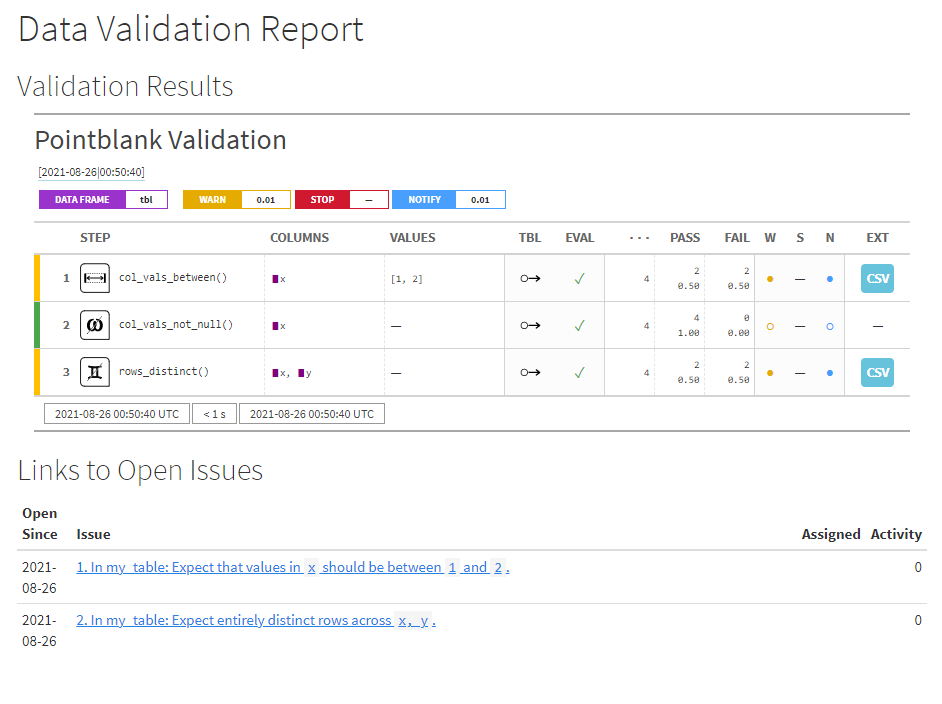 Data Validation Report
Validation Results
Pointblank Validation
[2021-08-26|00:50:40]
DATA FRAME tbl WARN 0.01 STOP — NOTIFY 0.01
STEP COLUMNS VALUES TBL EVAL ··· PASS FAIL W S N EXT
1 col_vals_between() x [1, 2] ✓ 4 2 0.50 2 0.50 ● — ● CSV
2 col_vals_not_null() x — ✓ 4 4 1.00 0 0.00 ○ — ○ —
3 rows_distinct() x, y — ✓ 4 2 0.50 2 0.50 ● — ● CSV
2021-08-26 00:50:40 UTC < 1 s 2021-08-26 00:50:40 UTC
Links to Open Issues
Open
Since Issue Assigned Activity
2021- 1. In my_table: Expect that values in x should be between 1 and 2. 0
08-26
2021- 2. In my_table: Expect entirely distinct rows across x, y. 0
08-26